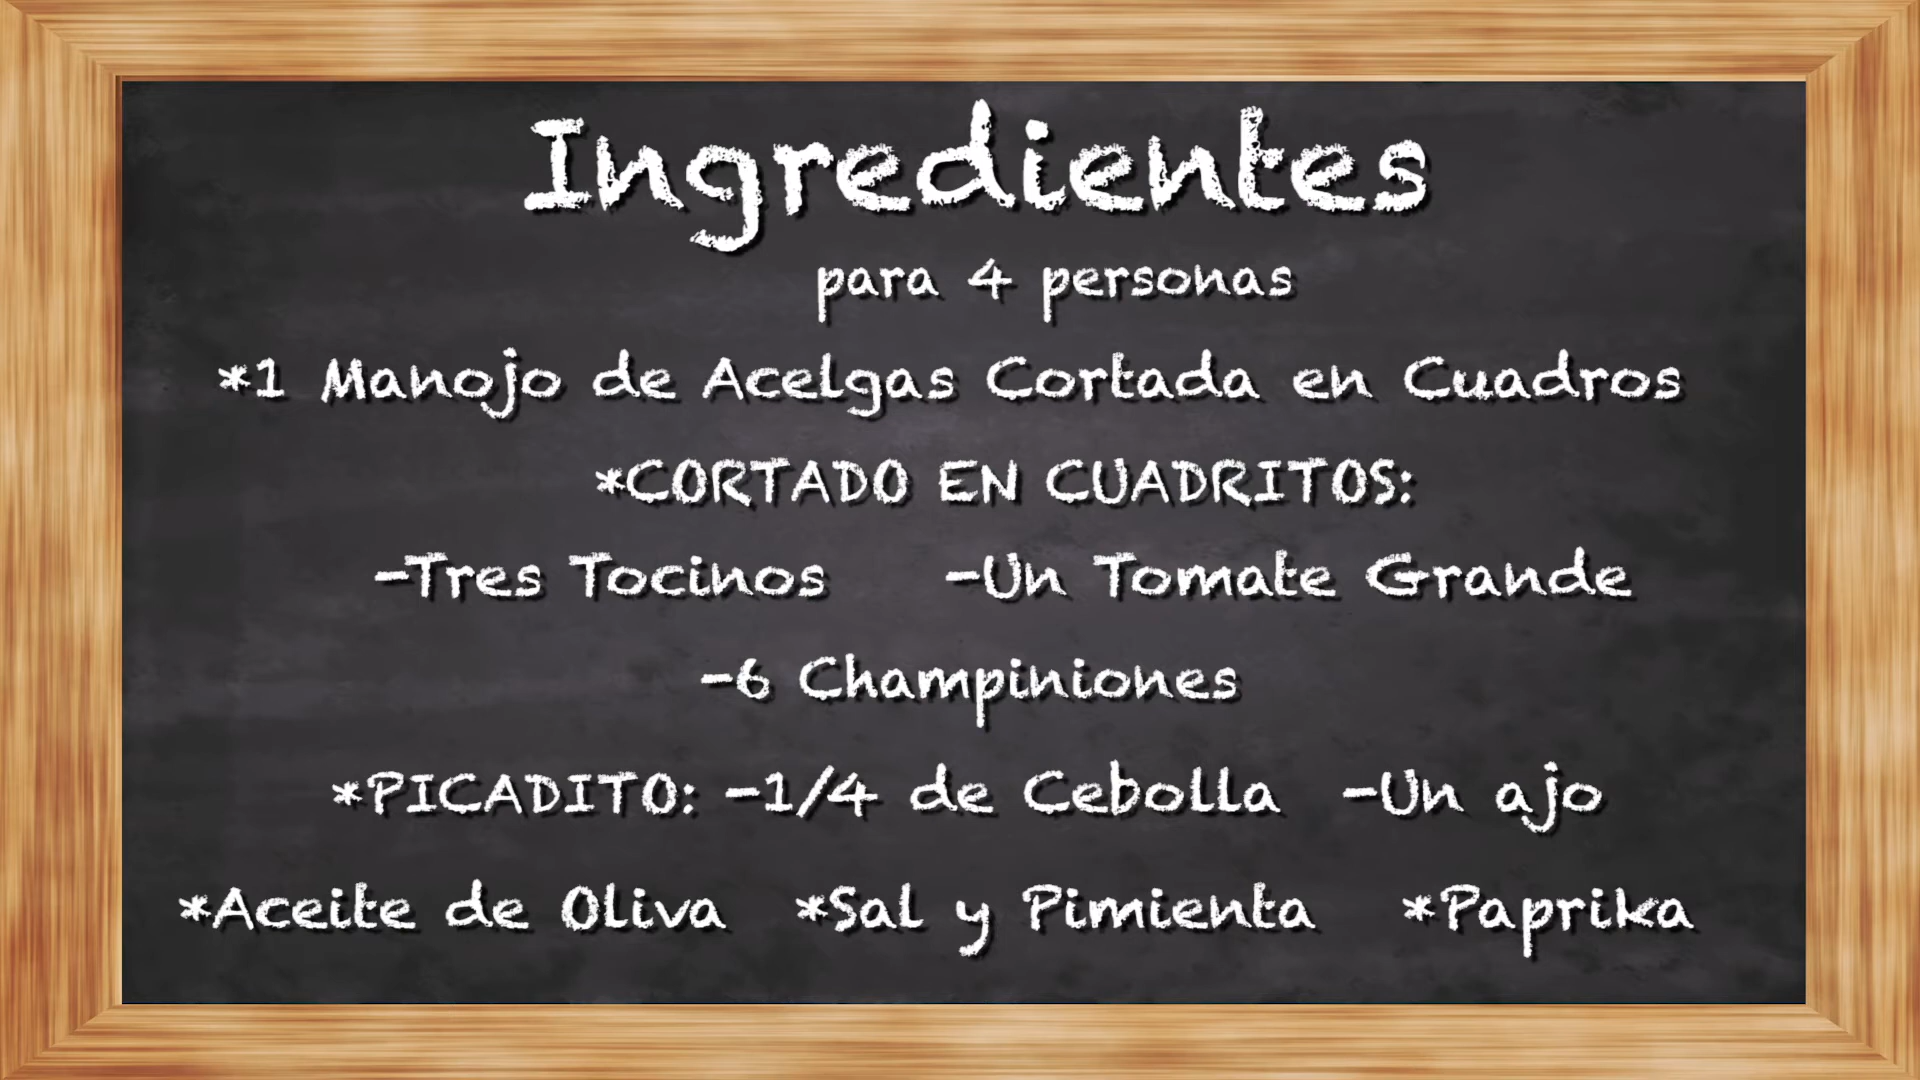 Ingredientes
para 4 personas
*1 Manojo de Acelgas Cortada en Cuadros
*CORTADO EN CUADRITOS:
-Tres Tocinos -Un Tomate Grande
-6 Champiniones
*PICADITO: -1/4 de Cebolla -Un ajo
*Aceite de Oliva *Sal y Pimienta *Paprika